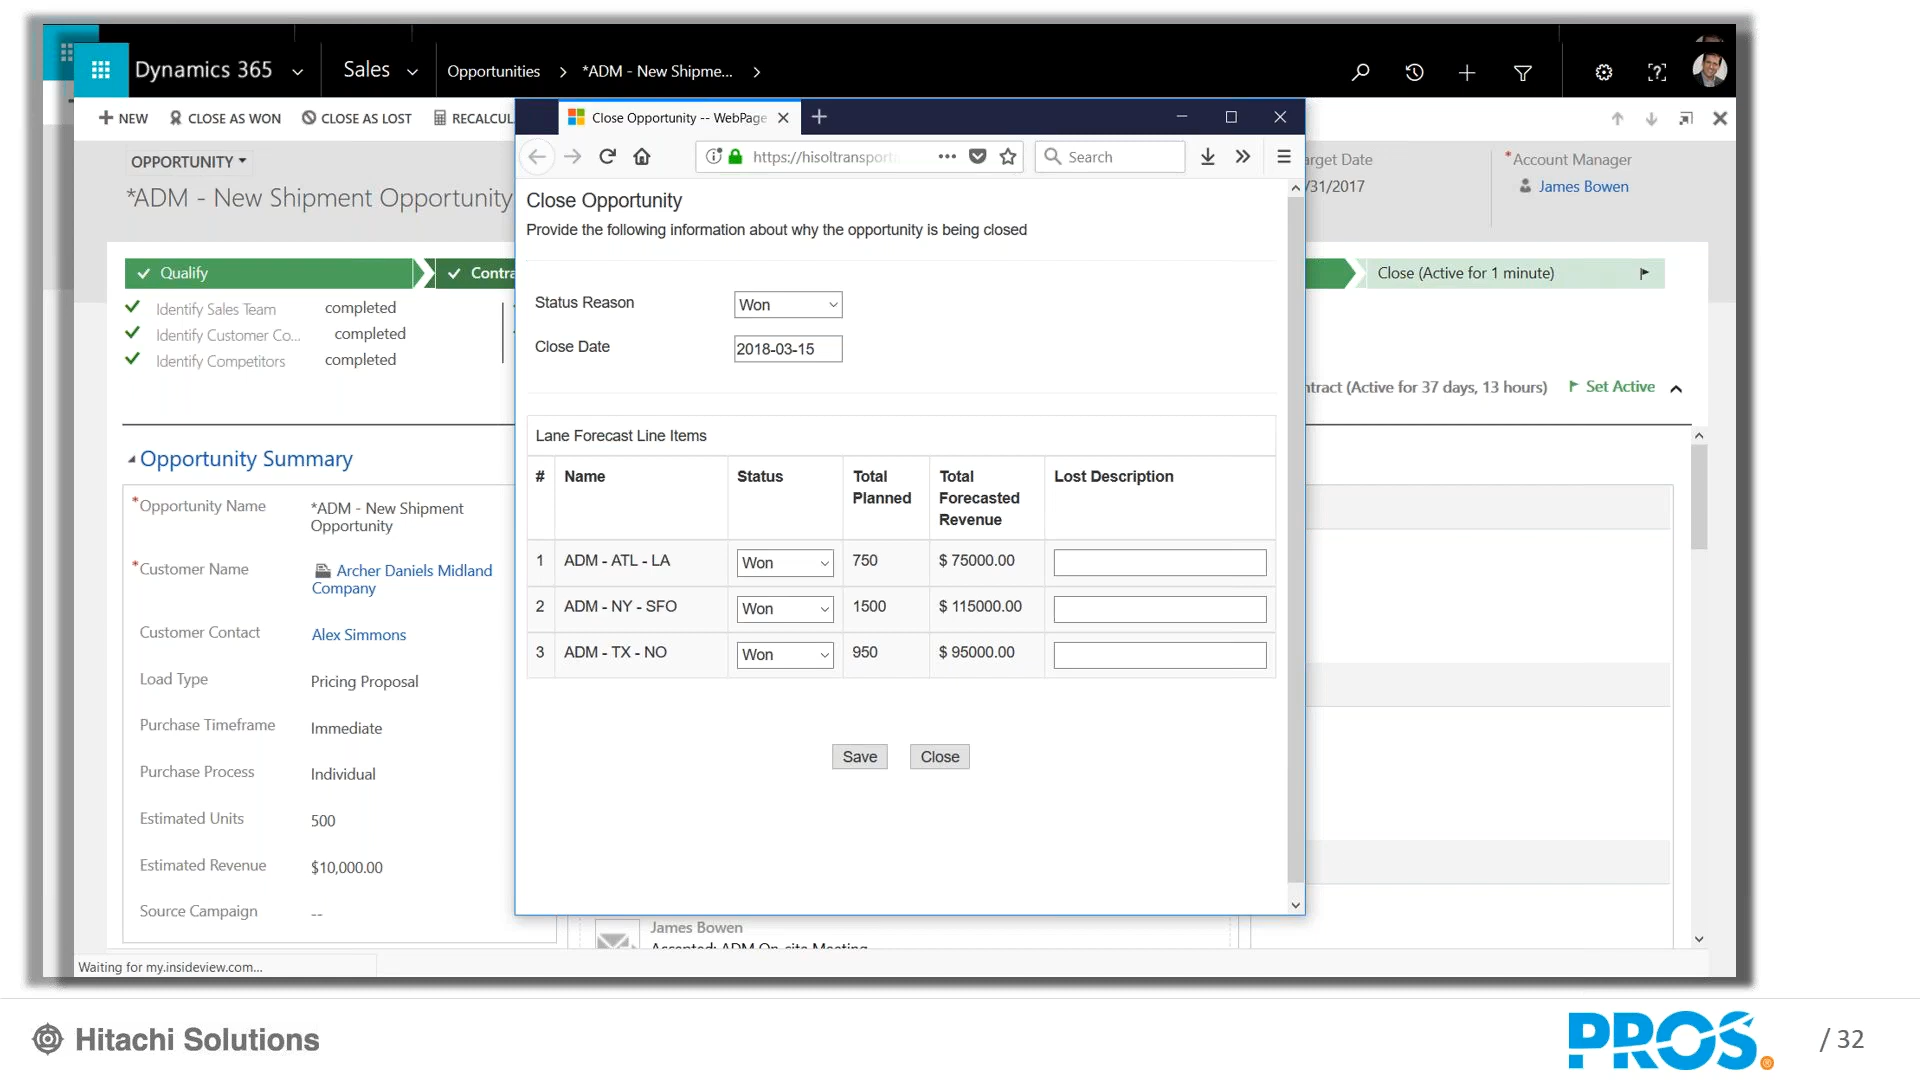 Dynamics 365
Sales
Opportunities
*ADM - New Shipme...
NEW
CLOSE AS WON
CLOSE AS LOST
RECALCUL
OPPORTUNITY
*ADM - New Shipment Opportunity
arget Date
/31/2017
*Account Manager
James Bowen
Qualify
Contra
Close (Active for 1 minute)
Identify Sales Team completed
Identify Customer Co... completed
Identify Competitors completed
ntract (Active for 37 days, 13 hours)
Set Active
Opportunity Summary
*Opportunity Name
*ADM - New Shipment
Opportunity
*Customer Name
Archer Daniels Midland
Company
Customer Contact
Alex Simmons
Load Type
Pricing Proposal
Purchase Timeframe
Immediate
Purchase Process
Individual
Estimated Units
500
Estimated Revenue
$10,000.00
Source Campaign
--
Close Opportunity -- WebPage
https://hisoltransport
Search
Close Opportunity
Provide the following information about why the opportunity is being closed
Status Reason
Won
Close Date
2018-03-15
Lane Forecast Line Items
# Name Status Total Planned Total Forecasted Revenue Lost Description
1 ADM - ATL - LA Won 750 $ 75000.00
2 ADM - NY - SFO Won 1500 $ 115000.00
3 ADM - TX - NO Won 950 $ 95000.00
Save
Close
James Bowen
Accepted: ADM On-site Meeting
Waiting for my.insideview.com...
Hitachi Solutions
PROS
/ 32